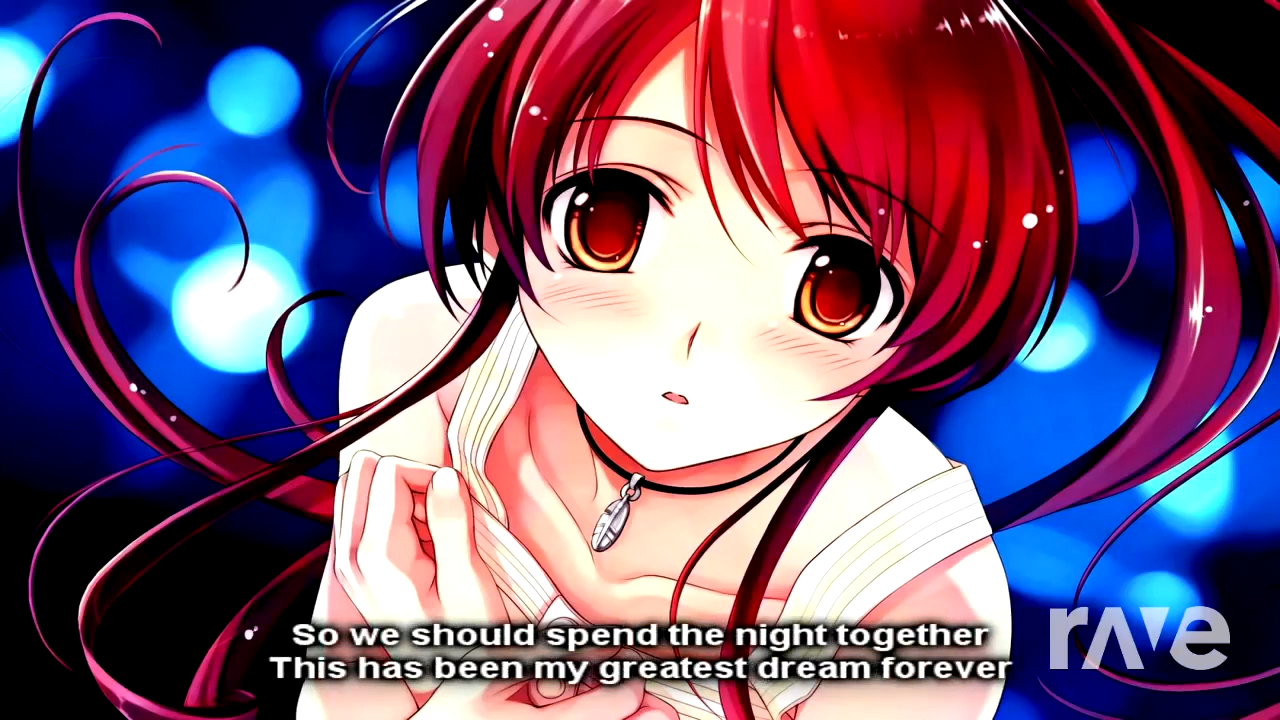 So we should spend the night together
This has been my greatest dream forever
rave